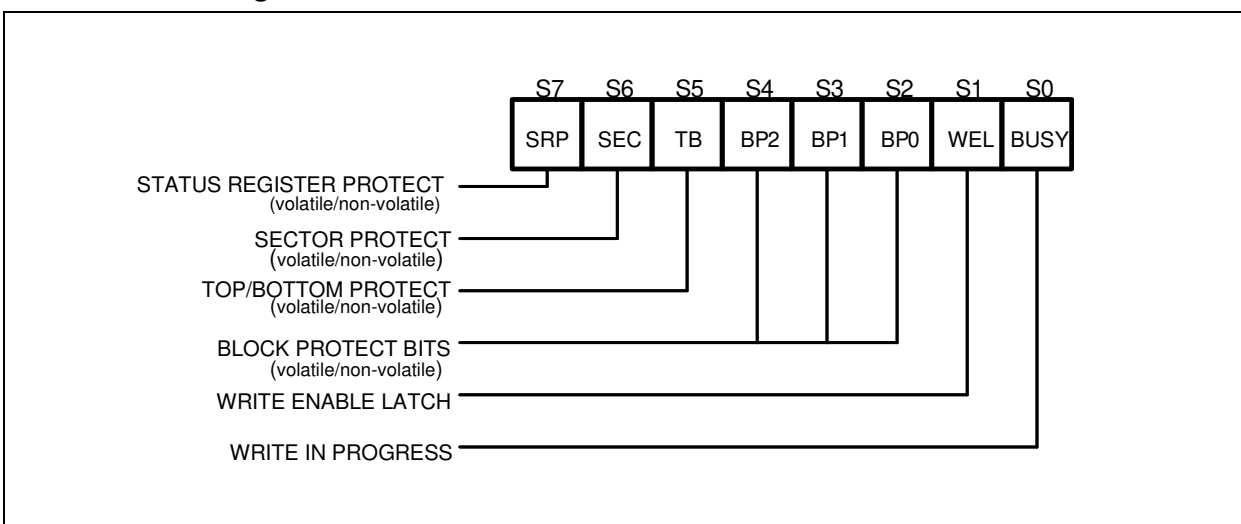 S7 S6 S5 S4 S3 S2 S1 S0
SRP SEC TB BP2 BP1 BP0 WEL BUSY
STATUS REGISTER PROTECT
(volatile/non-volatile)
SECTOR PROTECT
(volatile/non-volatile)
TOP/BOTTOM PROTECT
(volatile/non-volatile)
BLOCK PROTECT BITS
(volatile/non-volatile)
WRITE ENABLE LATCH
WRITE IN PROGRESS